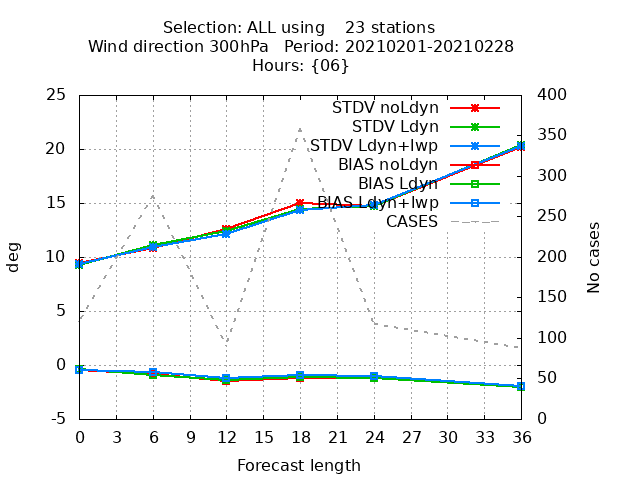 Selection: ALL using    23 stations
Wind direction 300hPa   Period: 20210201-20210228
Hours: {06}
25
20
15
10
5
0
-5
deg
400
350
300
250
200
150
100
50
0
No cases
STDV noLdyn
STDV Ldyn
STDV Ldyn+lwp
BIAS noLdyn
BIAS Ldyn
BIAS Ldyn+lwp
CASES
0 3 6 9 12 15 18 21 24 27 30 33 36
Forecast length